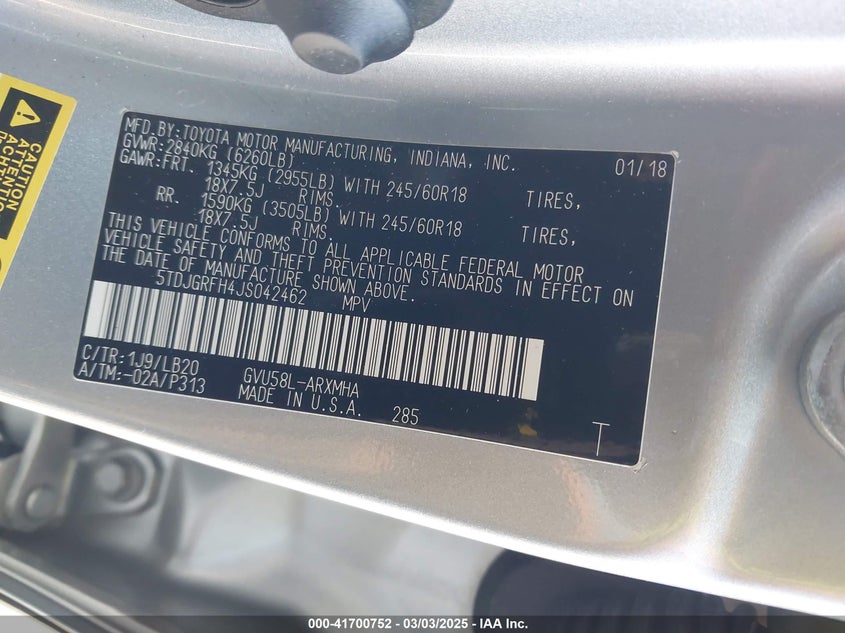 CAUTION
MFD.BY:TOYOTA MOTOR MANUFACTURING, INDIANA, INC. 01/18
GVWR:2840KG (6260LB)
GAWR:FRT. 1345KG (2955LB) WITH 245/60R18 TIRES,
18X7.5J RIMS,
RR. 1590KG (3505LB) WITH 245/60R18 TIRES,
18X7.5J RIMS.
THIS VEHICLE CONFORMS TO ALL APPLICABLE FEDERAL MOTOR
VEHICLE SAFETY AND THEFT PREVENTION STANDARDS IN EFFECT ON
THE DATE OF MANUFACTURE SHOWN ABOVE.
5TDJGRFH4JS042462 MPV
C/TR:1J9/LB20 GVU58L-ARXMHA
A/TM:-02A/P313 MADE IN U.S.A. 285 T
000-41700752 - 03/03/2025 - IAA Inc.